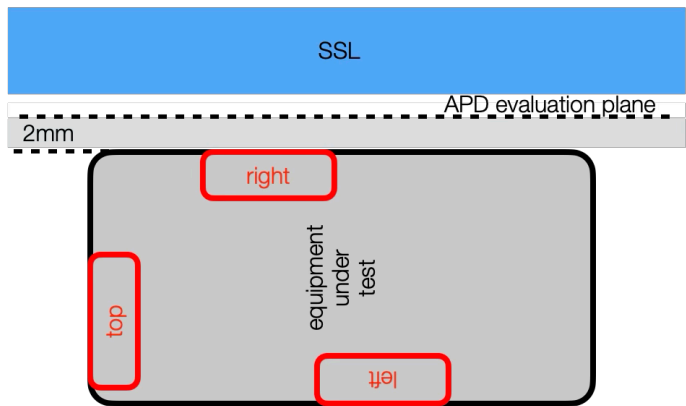 SSL
APD evaluation plane
2mm
right
equipment
under
test
top
left